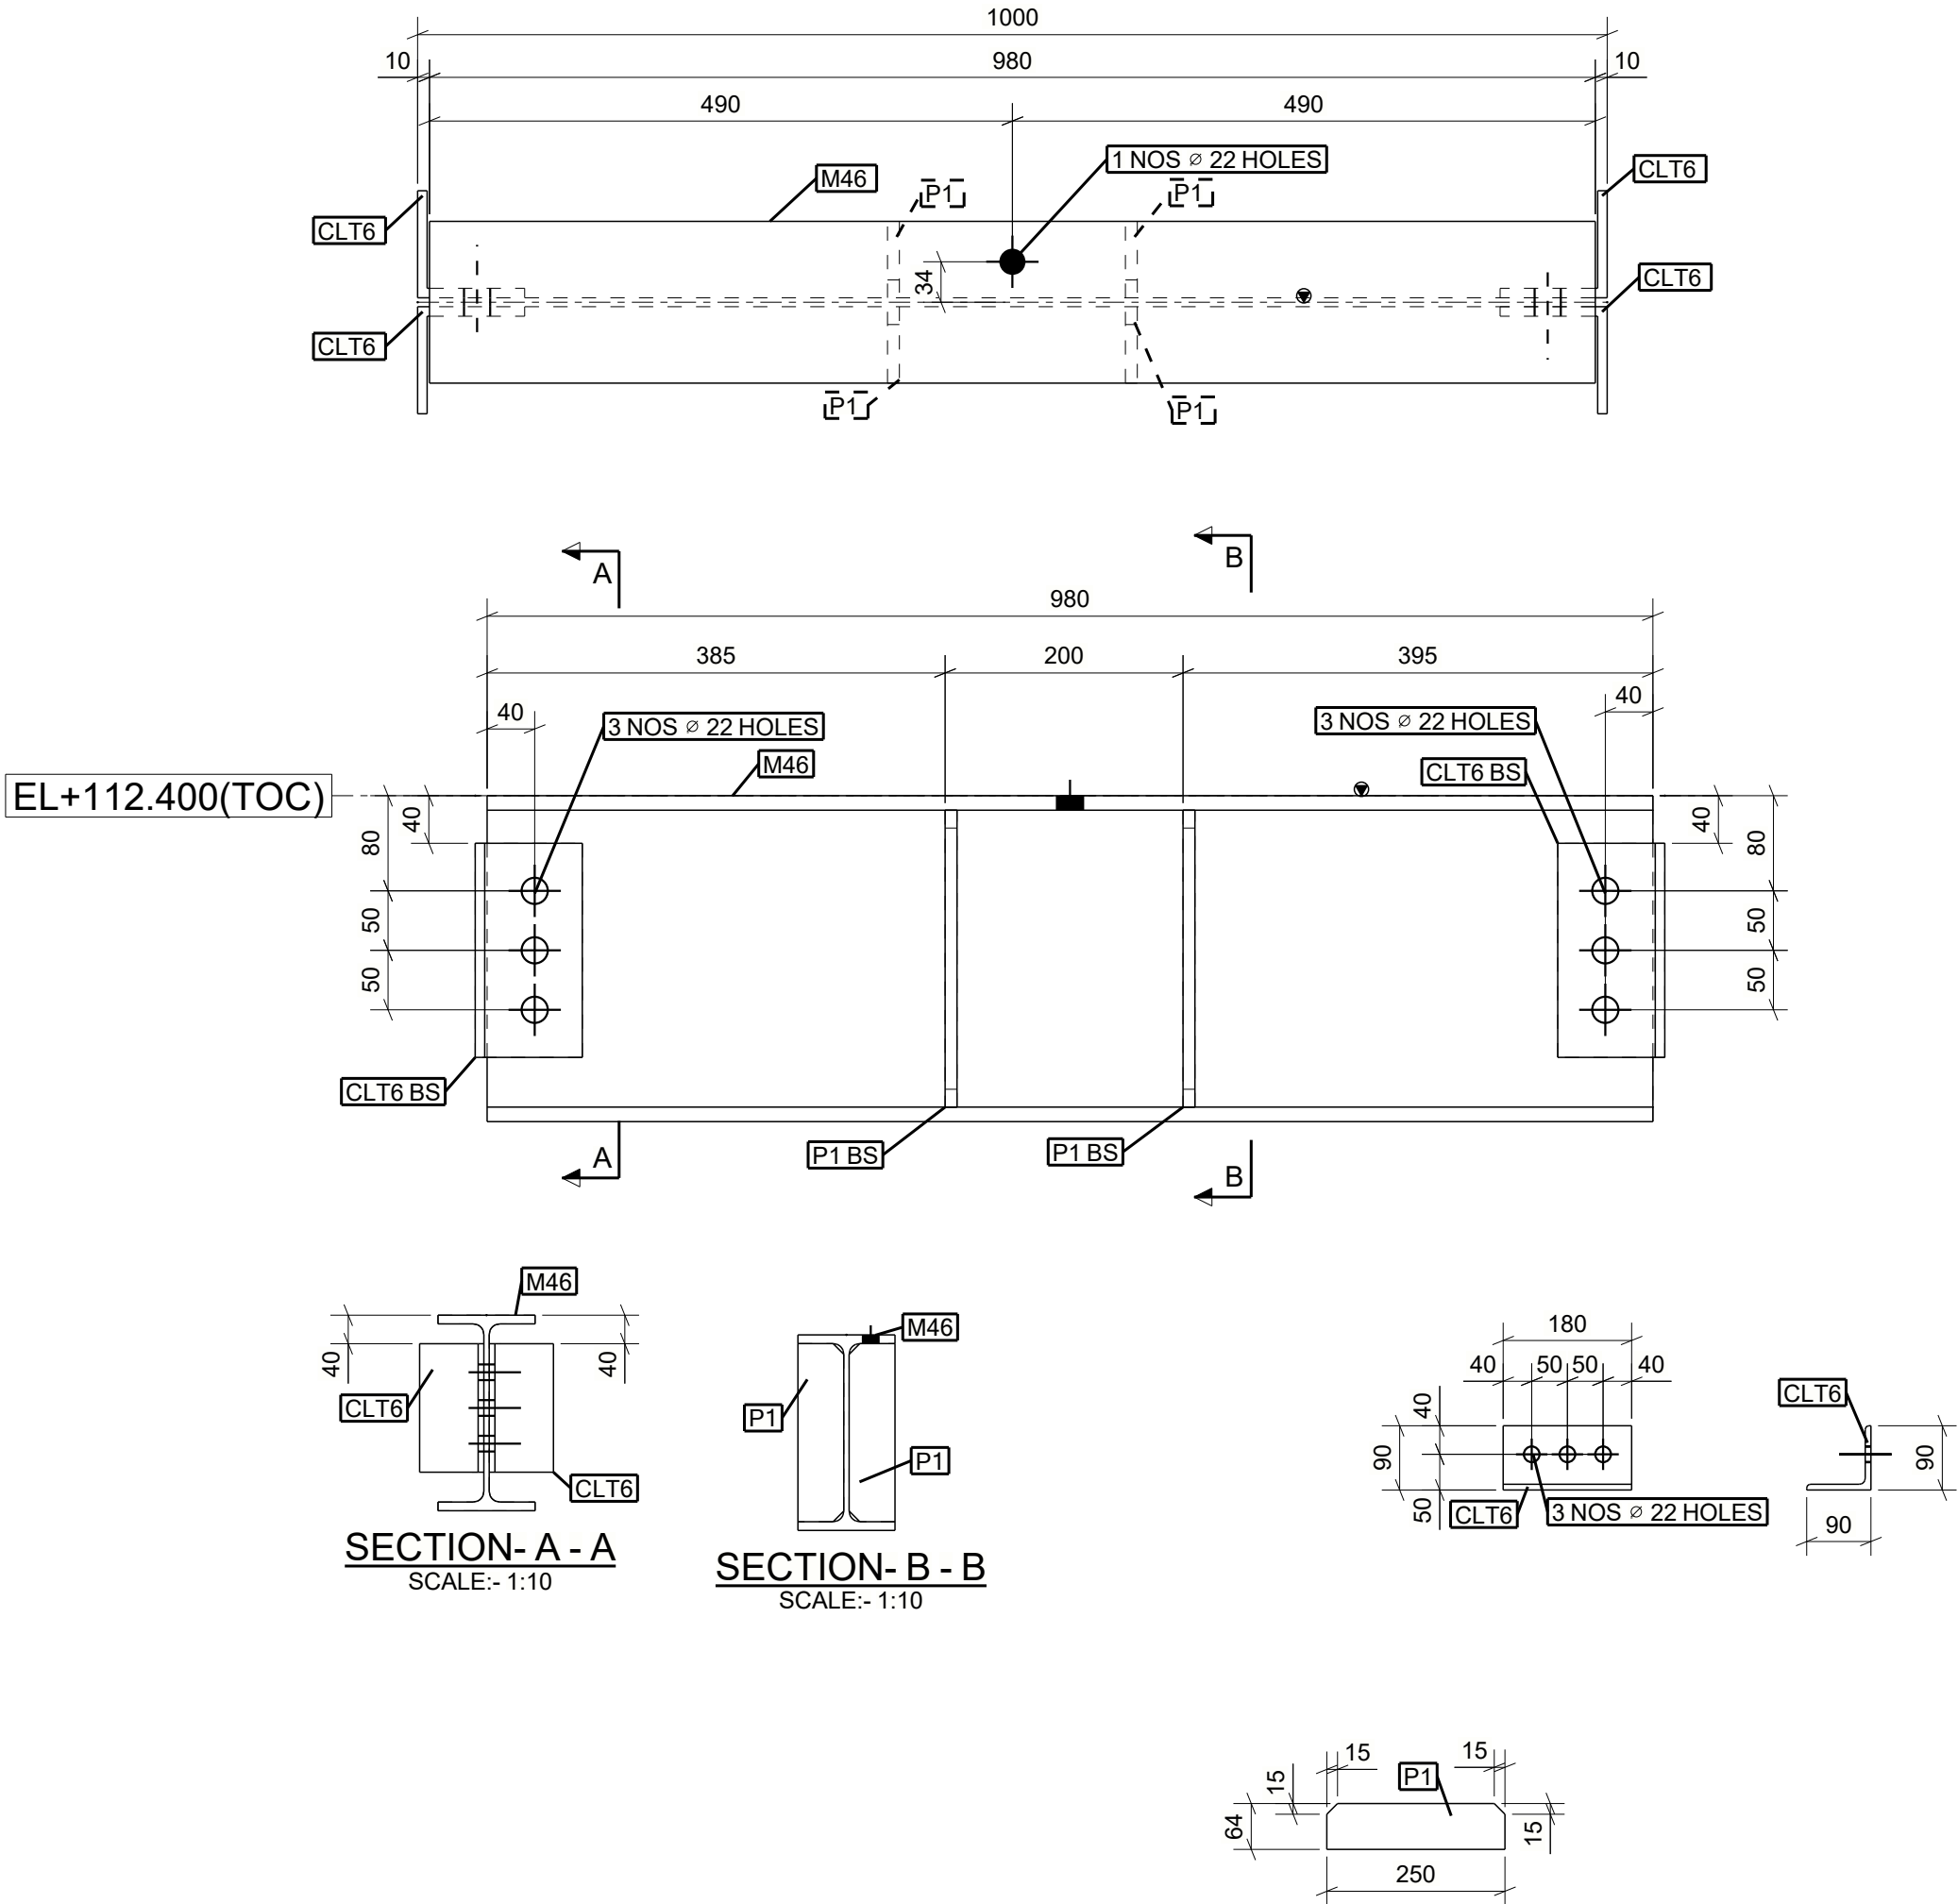 1000
10
980
10
490
490
1 NOS ⌀ 22 HOLES
M46
P1
P1
CLT6
CLT6
34
CLT6
CLT6
P1
P1
A
B
980
385
200
395
40
3 NOS ⌀ 22 HOLES
3 NOS ⌀ 22 HOLES
40
M46
CLT6 BS
EL+112.400(TOC)
80
40
40
80
50
50
50
50
CLT6 BS
P1 BS
P1 BS
A
B
M46
40
40
CLT6
CLT6
SECTION- A - A
SCALE:- 1:10
M46
P1
P1
SECTION- B - B
SCALE:- 1:10
180
40
50
50
40
40
90
50
CLT6
3 NOS ⌀ 22 HOLES
CLT6
90
90
15
15
15
P1
64
15
250